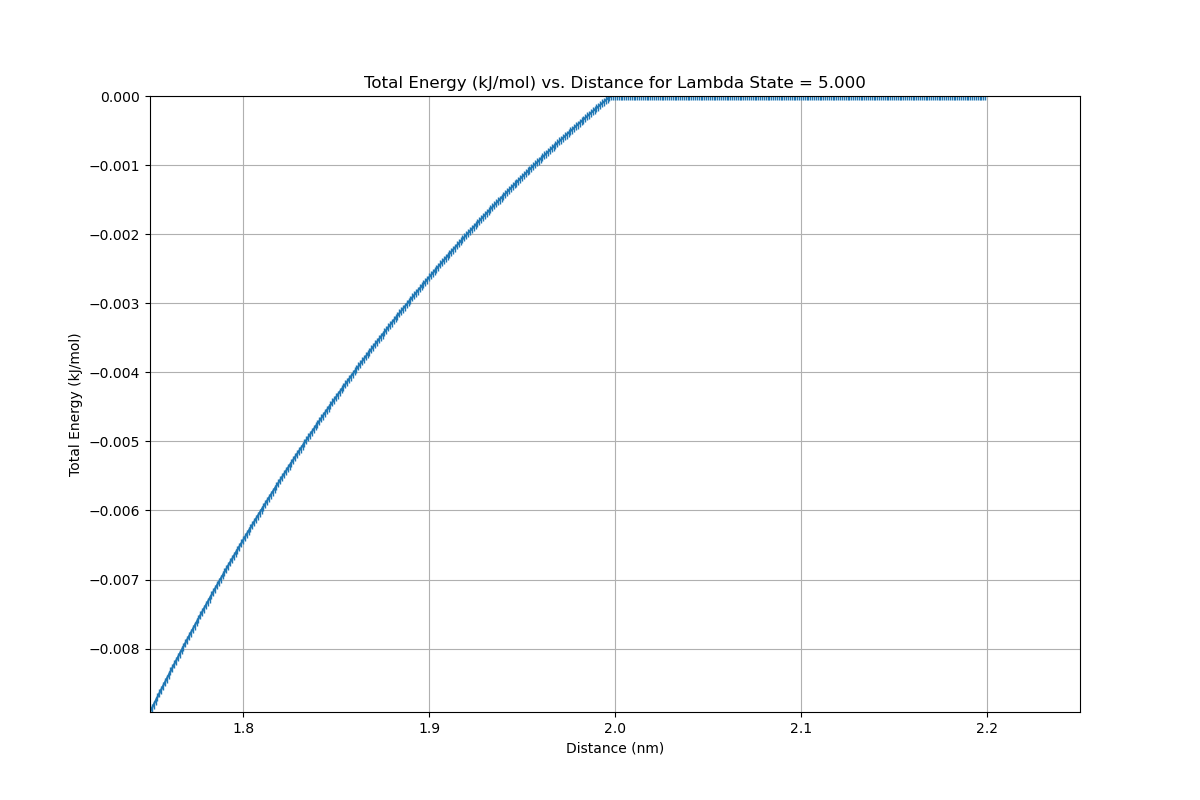 Total Energy (kJ/mol) vs. Distance for Lambda State = 5.000
0.000
−0.001
−0.002
−0.003
−0.004
−0.005
−0.006
−0.007
−0.008
Total Energy (kJ/mol)
1.8 1.9 2.0 2.1 2.2
Distance (nm)